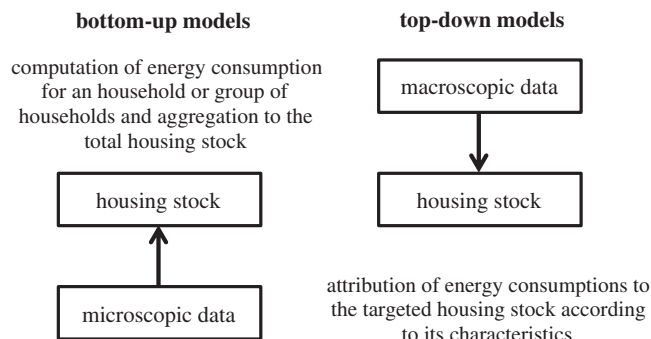 bottom-up models
computation of energy consumption
for an household or group of
households and aggregation to the
total housing stock
housing stock
microscopic data
top-down models
macroscopic data
housing stock
attribution of energy consumptions to
the targeted housing stock according
to its characteristics